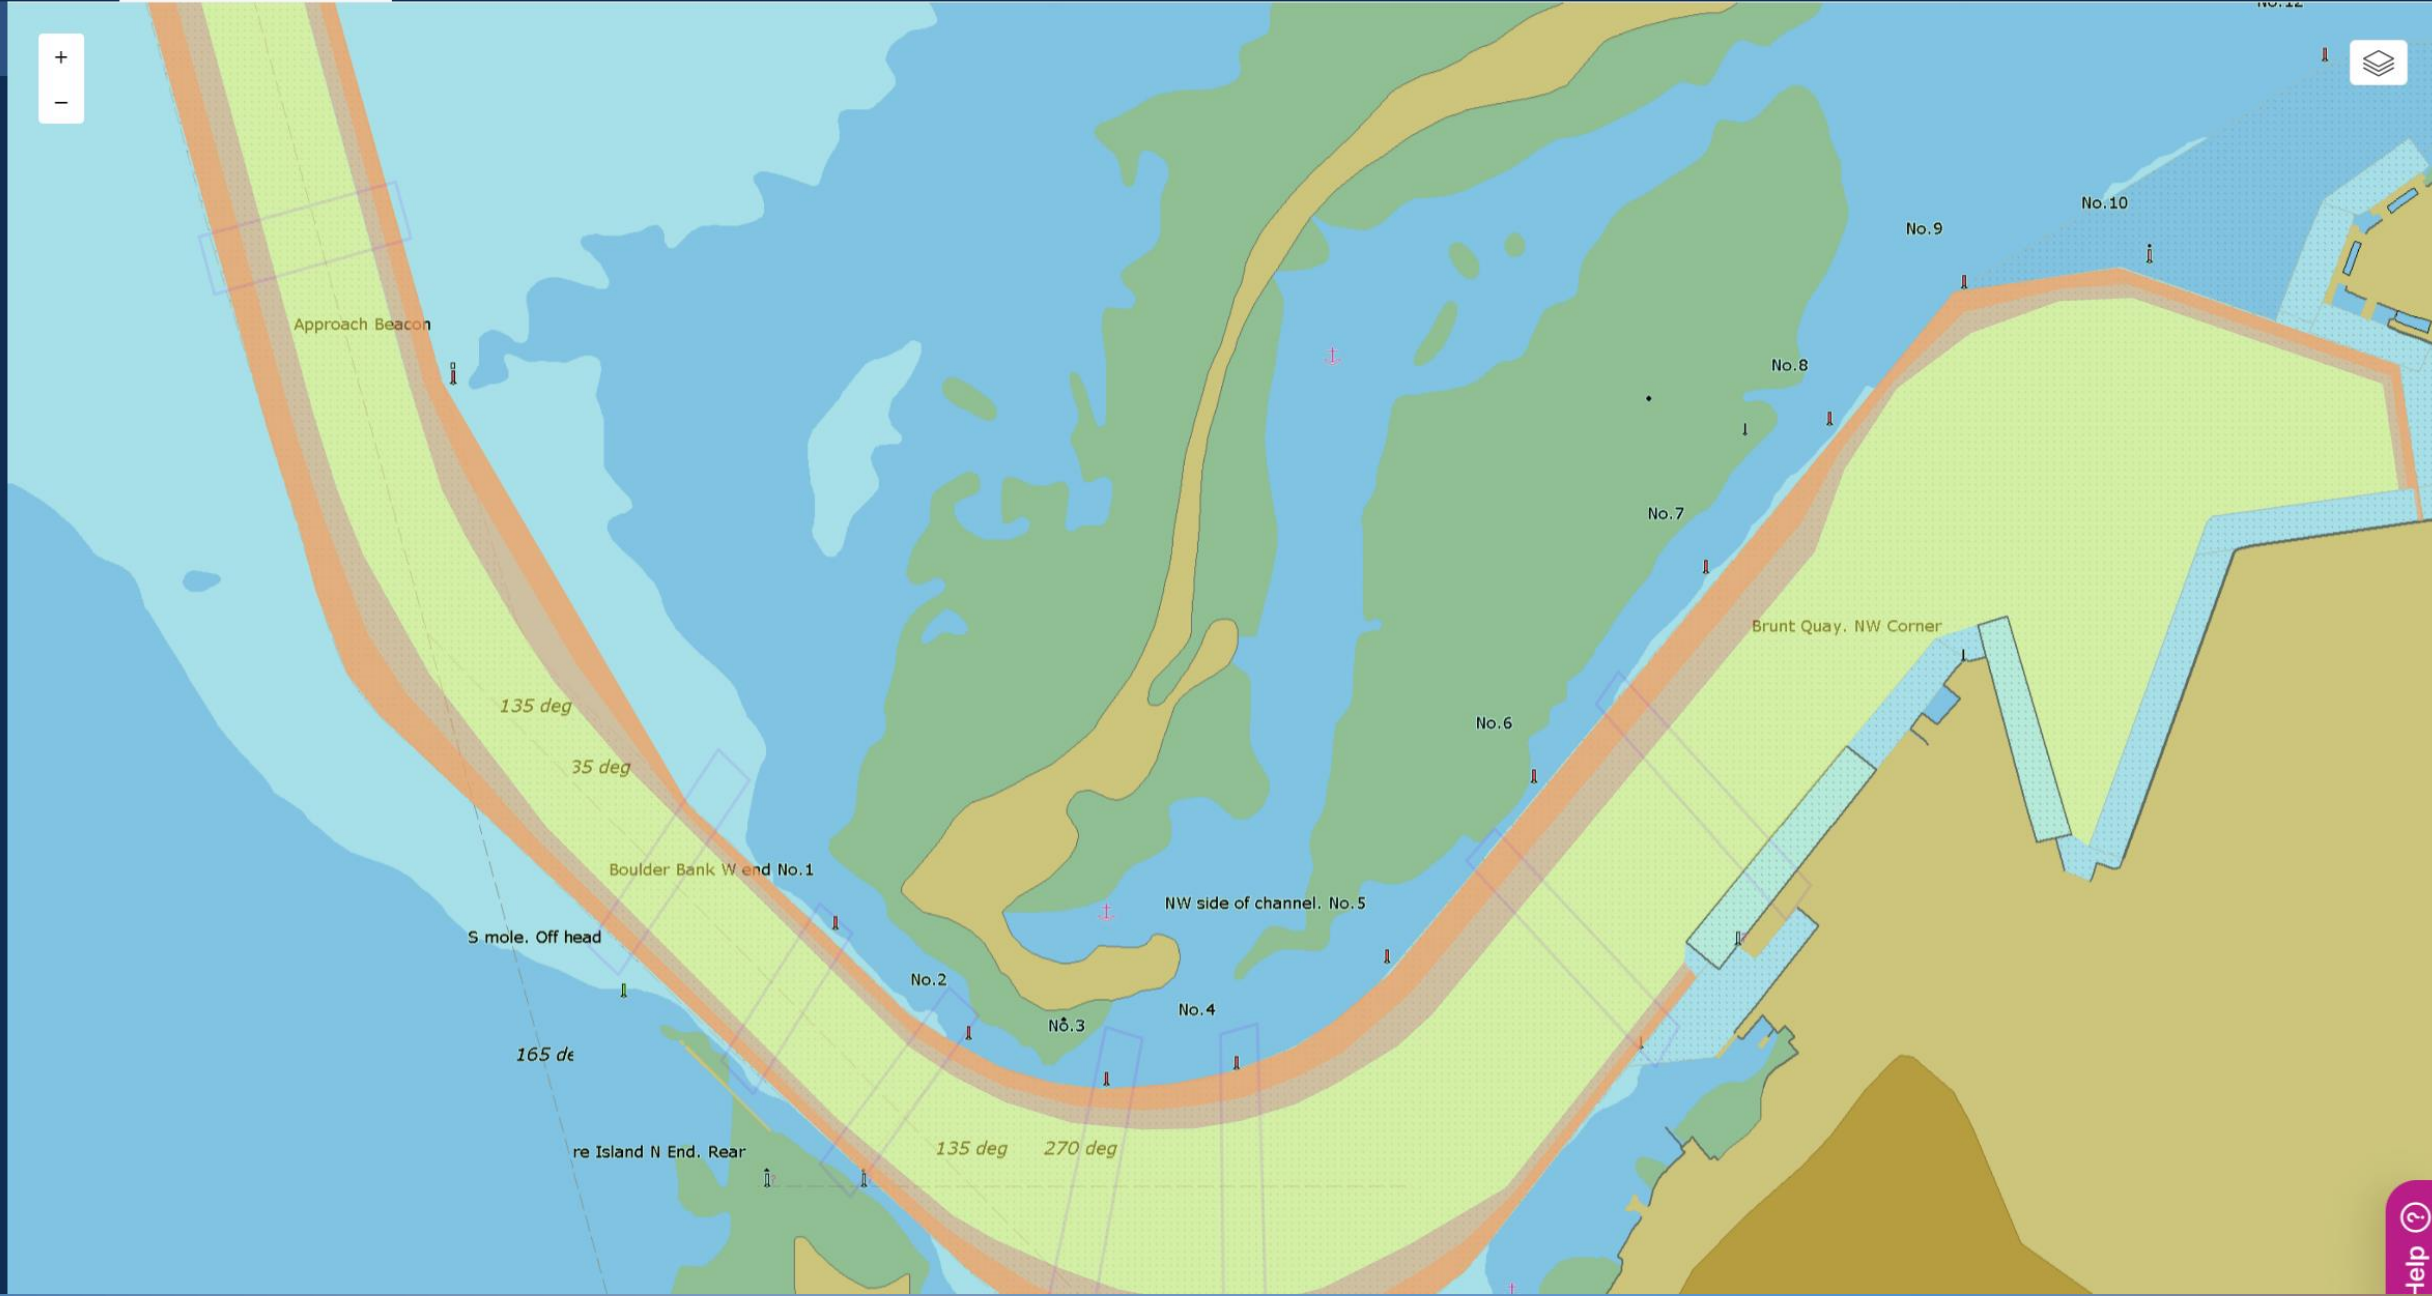 No.12
+
−
No.10
No.9
Approach Beacon
No.8
No.7
Brunt Quay. NW Corner
135 deg
No.6
35 deg
Boulder Bank W end No.1
NW side of channel. No.5
S mole. Off head
No.2
No.4
No.3
165 de
135 deg
270 deg
re Island N End. Rear
Help ?